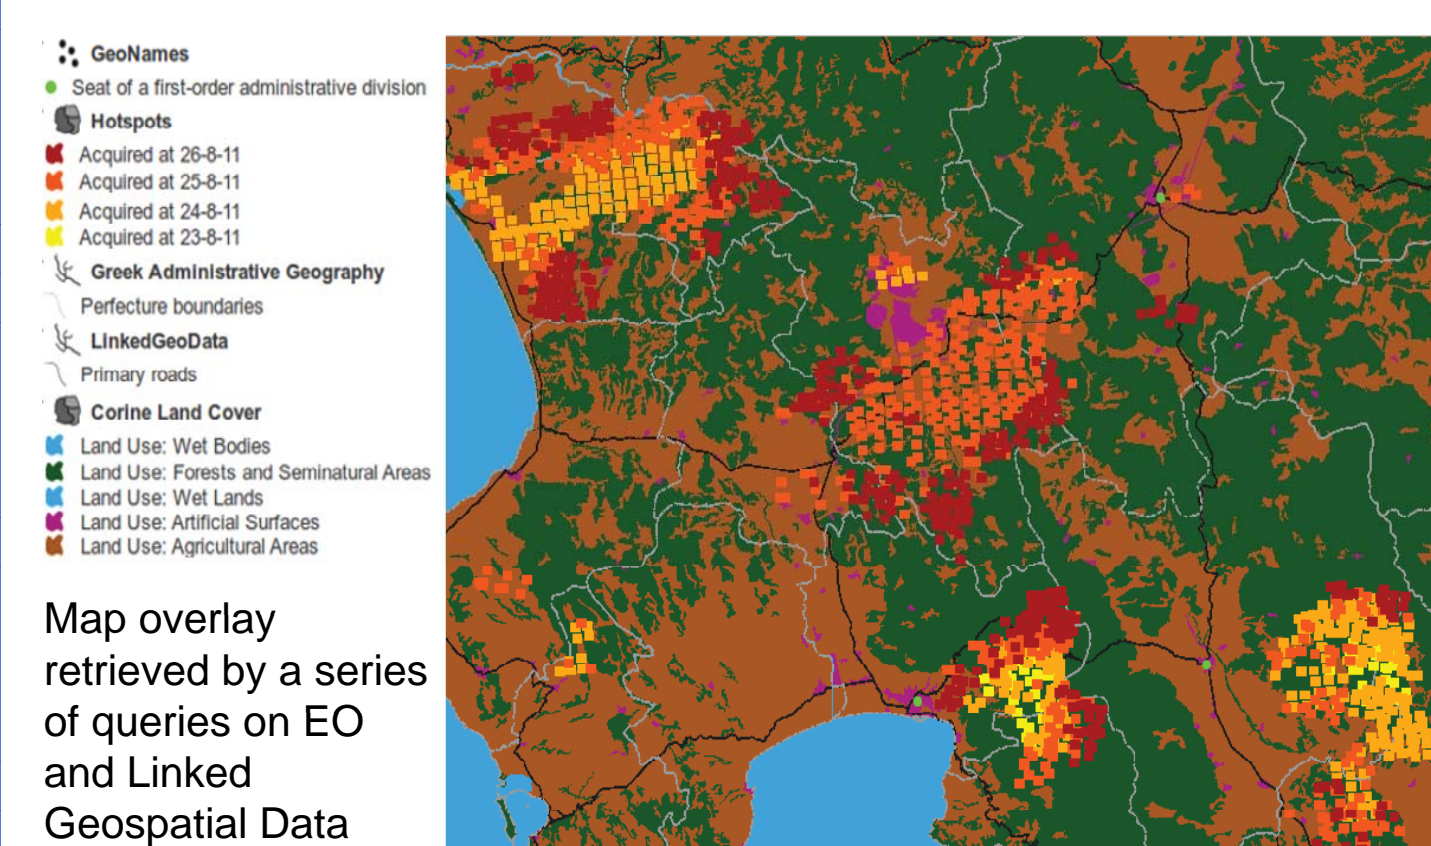 GeoNames
Seat of a first-order administrative division
Hotspots
Acquired at 26-8-11
Acquired at 25-8-11
Acquired at 24-8-11
Acquired at 23-8-11
Greek Administrative Geography
Perfecture boundaries
LinkedGeoData
Primary roads
Corine Land Cover
Land Use: Wet Bodies
Land Use: Forests and Seminatural Areas
Land Use: Wet Lands
Land Use: Artificial Surfaces
Land Use: Agricultural Areas
Map overlay
retrieved by a series
of queries on EO
and Linked
Geospatial Data